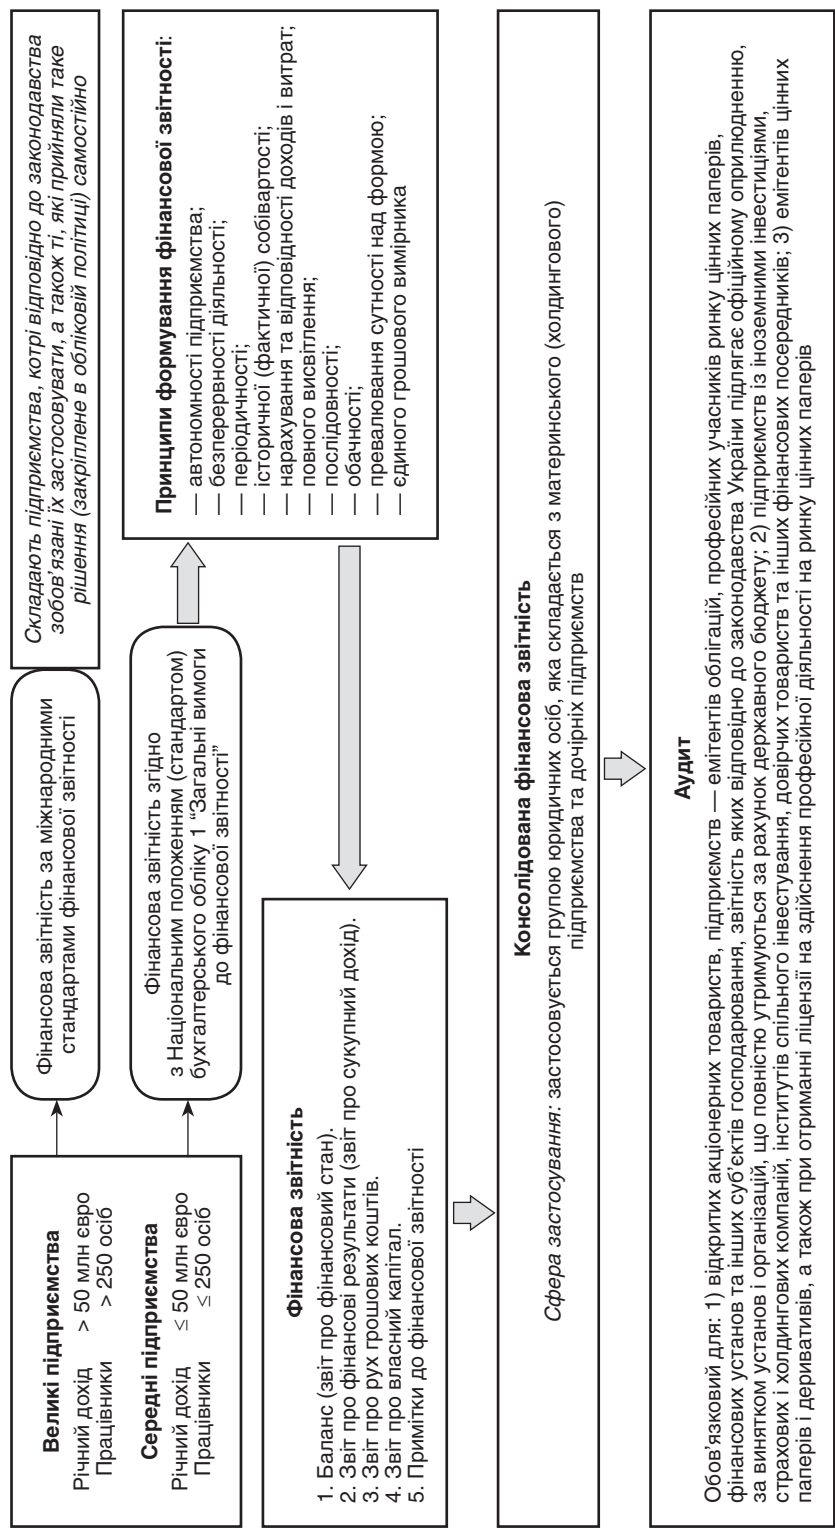 Великі підприємства
Річний дохід > 50 млн євро
Працівники > 250 осіб
Середні підприємства
Річний дохід ≤ 50 млн євро
Працівники ≤ 250 осіб
Фінансова звітність за міжнародними
стандартами фінансової звітності
Складають підприємства, котрі відповідно до законодавства
зобов’язані їх застосовувати, а також ті, які прийняли таке
рішення (закріплене в обліковій політиці) самостійно
Фінансова звітність згідно
з Національним положенням (стандартом)
бухгалтерського обліку 1 “Загальні вимоги
до фінансової звітності”
Принципи формування фінансової звітності:
— автономності підприємства;
— безперервності діяльності;
— періодичності;
— історичної (фактичної) собівартості;
— нарахування та відповідності доходів і витрат;
— повного висвітлення;
— послідовності;
— обачності;
— превалювання сутності над формою;
— єдиного грошового вимірника
Фінансова звітність
1. Баланс (звіт про фінансовий стан).
2. Звіт про фінансові результати (звіт про сукупний дохід).
3. Звіт про рух грошових коштів.
4. Звіт про власний капітал.
5. Примітки до фінансової звітності
Консолідована фінансова звітність
Сфера застосування: застосовується групою юридичних осіб, яка складається з материнського (холдингового)
підприємства та дочірніх підприємств
Аудит
Обов’язковий для: 1) відкритих акціонерних товариств, підприємств — емітентів облігацій, професійних учасників ринку цінних паперів,
фінансових установ та інших суб’єктів господарювання, звітність яких відповідно до законодавства України підлягає офіційному оприлюдненню,
за винятком установ і організацій, що повністю утримуються за рахунок державного бюджету; 2) підприємств із іноземними інвестиціями,
страхових і холдингових компаній, інститутів спільного інвестування, довірчих товариств та інших фінансових посередників; 3) емітентів цінних
паперів і деривативів, а також при отриманні ліцензії на здійснення професійної діяльності на ринку цінних паперів